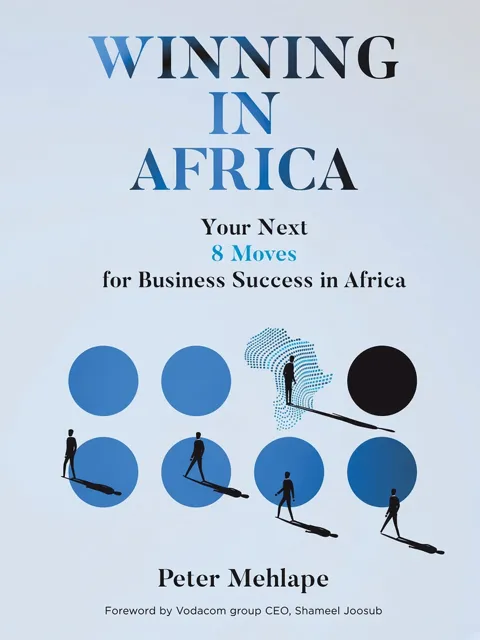 WINNING
IN
AFRICA
Your Next
8 Moves
for Business Success in Africa
Peter Mehlape
Foreword by Vodacom group CEO, Shameel Joosub